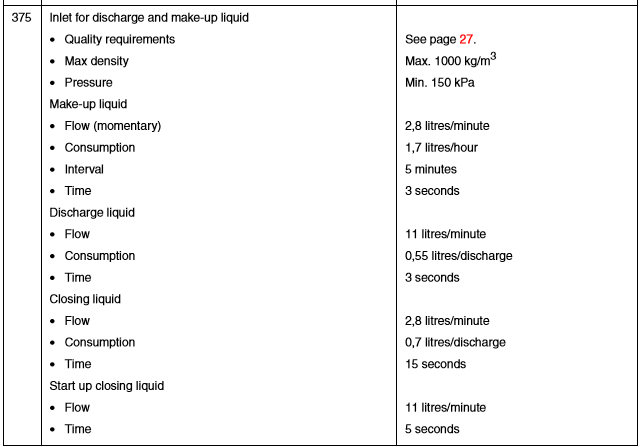 375 Inlet for discharge and make-up liquid
• Quality requirements See page 27.
• Max density Max. 1000 kg/m³
• Pressure Min. 150 kPa
Make-up liquid
• Flow (momentary) 2,8 litres/minute
• Consumption 1,7 litres/hour
• Interval 5 minutes
• Time 3 seconds
Discharge liquid
• Flow 11 litres/minute
• Consumption 0,55 litres/discharge
• Time 3 seconds
Closing liquid
• Flow 2,8 litres/minute
• Consumption 0,7 litres/discharge
• Time 15 seconds
Start up closing liquid
• Flow 11 litres/minute
• Time 5 seconds